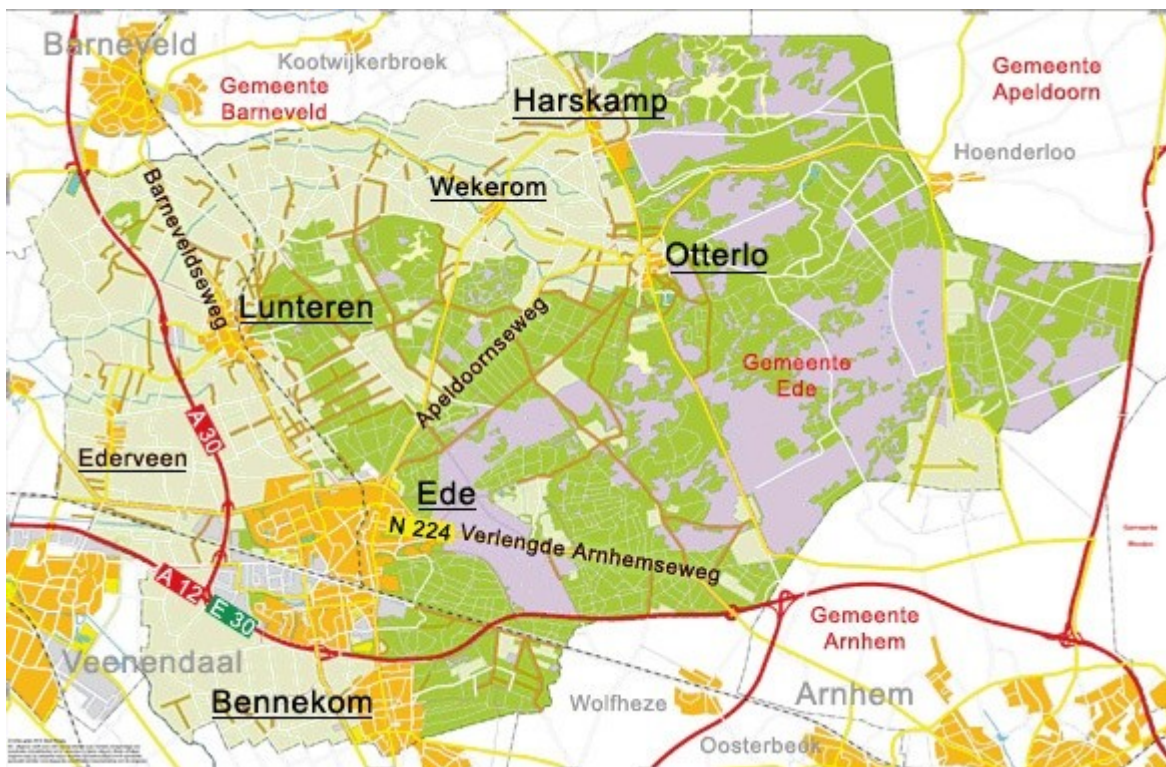 Barneveld
Kootwijkerbroek
Gemeente
Barneveld
Harskamp
Gemeente
Apeldoorn
Hoenderloo
Wekerom
Barneveldseweg
Otterlo
Lunteren
Apeldoornseweg
Gemeente
Ede
A 30
Ederveen
Ede
N 224 Verlengde Arnhemseweg
Gemeente
A 12
E 30
Gemeente
Arnhem
Veenendaal
Bennekom
Wolfheze
Arnhem
Oosterbeek